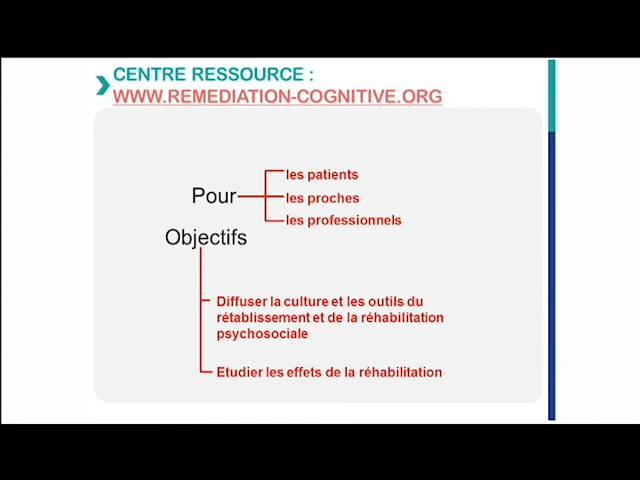 CENTRE RESSOURCE :
WWW.REMEDIATION-COGNITIVE.ORG
Pour
les patients
les proches
les professionnels
Objectifs
Diffuser la culture et les outils du
rétablissement et de la réhabilitation
psychosociale
Etudier les effets de la réhabilitation